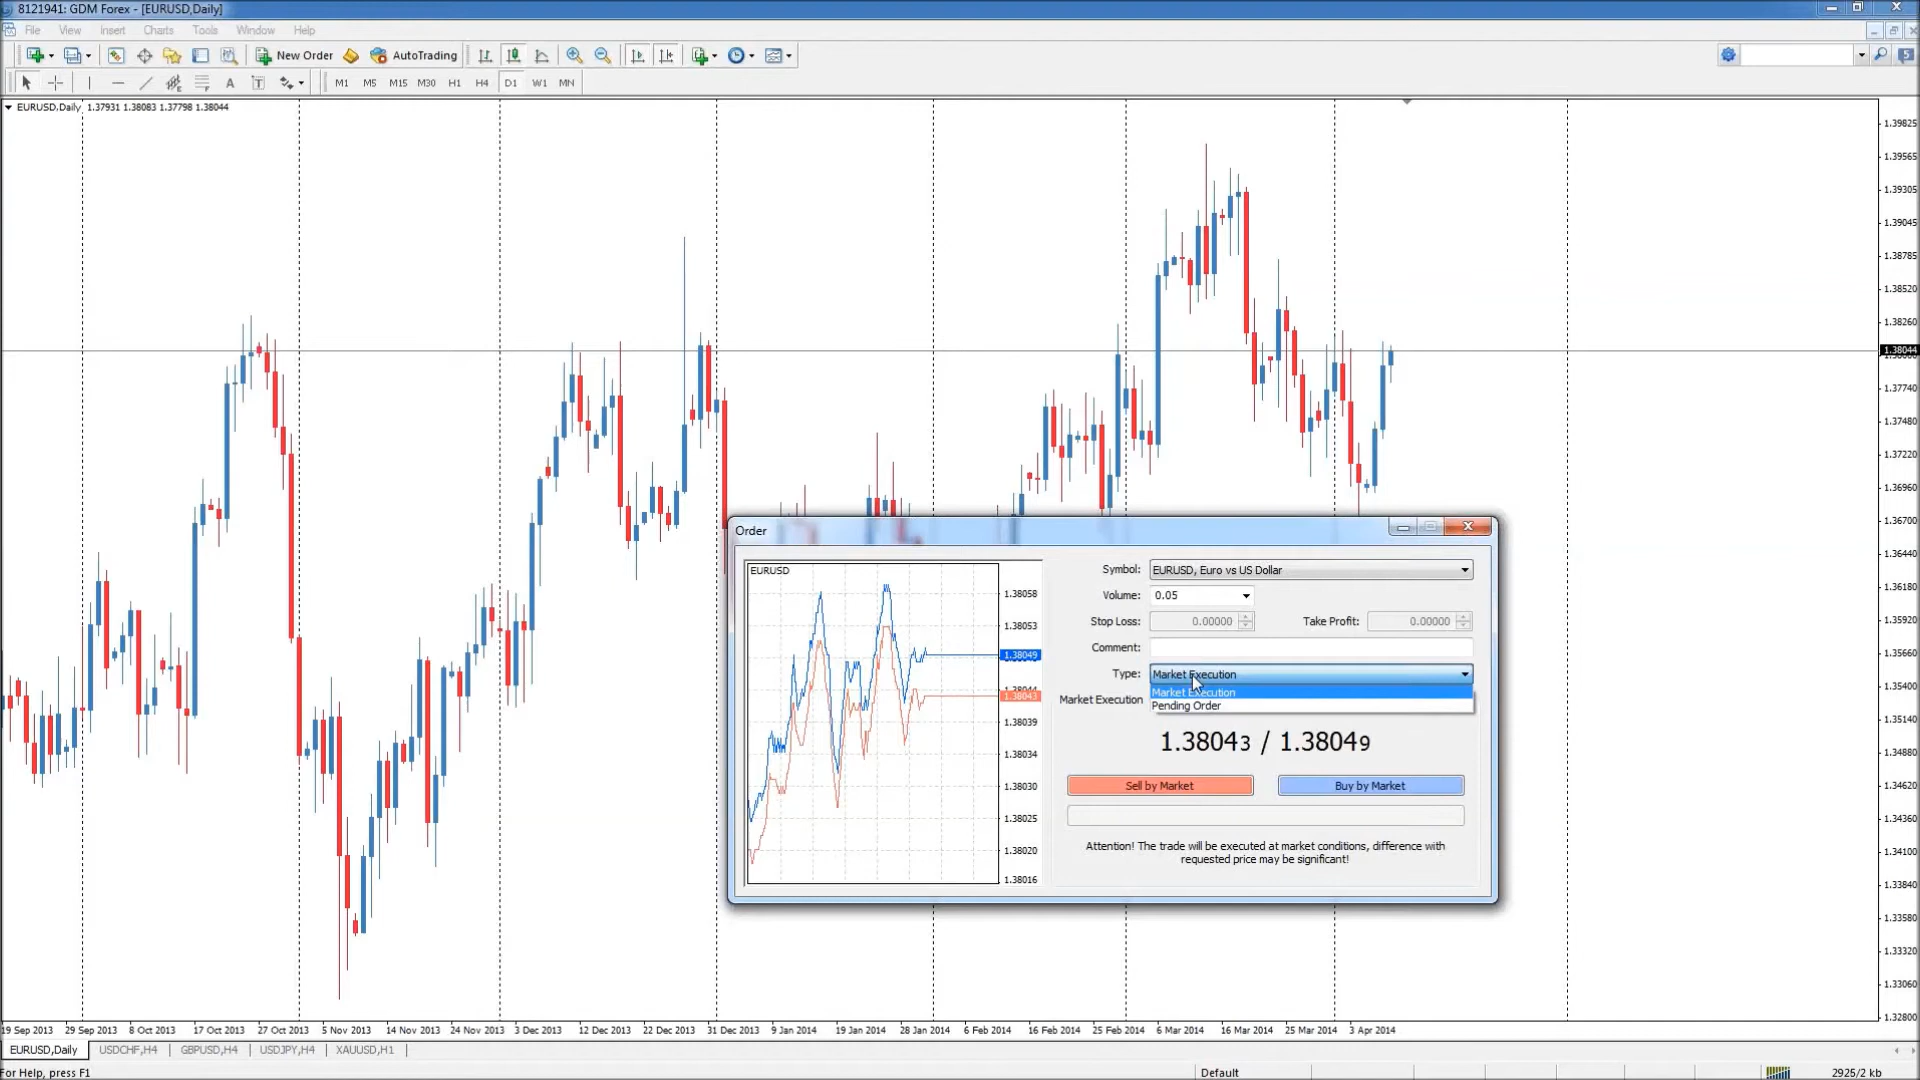 8121941: GDM Forex - [EURUSD,Daily]
File View Insert Charts Tools Window Help
New Order AutoTrading
M1 M5 M15 M30 H1 H4 D1 W1 MN
EURUSD,Daily 1.37931 1.38083 1.37798 1.38044
1.39825
1.39565
1.39305
1.39045
1.38785
1.38520
1.38260
1.38044
1.37740
1.37480
1.37220
1.36960
1.36700
1.36440
1.36180
1.35920
1.35660
1.35400
1.35140
1.34880
1.34620
1.34360
1.34100
1.33840
1.33580
1.33320
1.33060
1.32800
Order
EURUSD
1.38058
1.38053
1.38049
1.38044
1.38043
1.38039
1.38034
1.38030
1.38025
1.38020
1.38016
Symbol: EURUSD, Euro vs US Dollar
Volume: 0.05
Stop Loss: 0.00000 Take Profit: 0.00000
Comment:
Type: Market Execution
Market Execution
Pending Order
Market Execution
1.38043 / 1.38049
Sell by Market Buy by Market
Attention! The trade will be executed at market conditions, difference with
requested price may be significant!
19 Sep 2013 29 Sep 2013 8 Oct 2013 17 Oct 2013 27 Oct 2013 5 Nov 2013 14 Nov 2013 24 Nov 2013 3 Dec 2013 12 Dec 2013 22 Dec 2013 31 Dec 2013 9 Jan 2014 19 Jan 2014 28 Jan 2014 6 Feb 2014 16 Feb 2014 25 Feb 2014 6 Mar 2014 16 Mar 2014 25 Mar 2014 3 Apr 2014
EURUSD,Daily USDCHF,H4 GBPUSD,H4 USDJPY,H4 XAUUSD,H1
For Help, press F1 Default 2925/2 kb